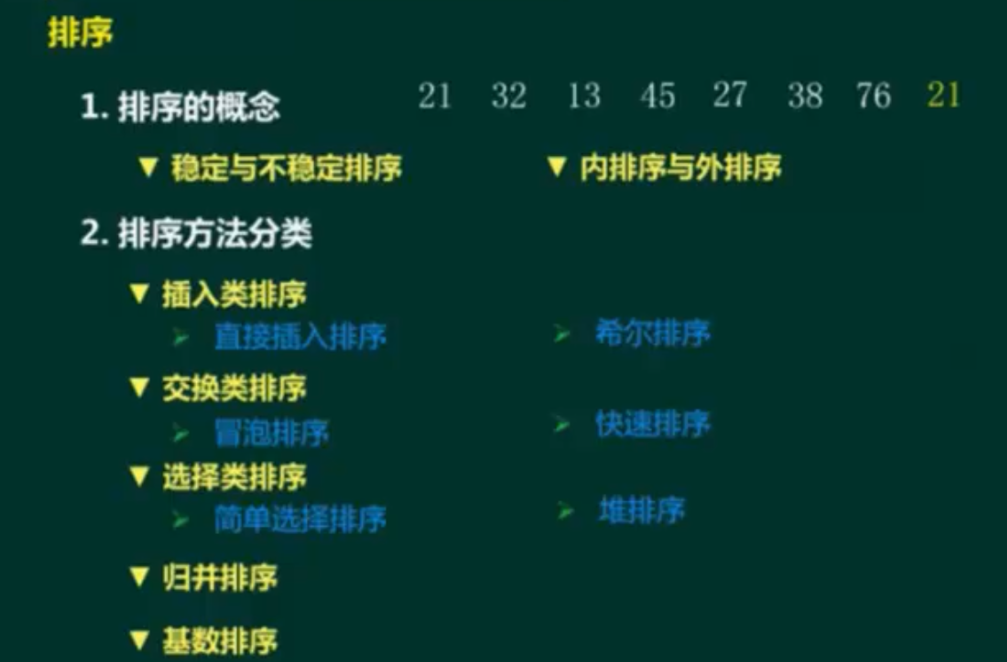 排序
1. 排序的概念 21 32 13 45 27 38 76 21
▼ 稳定与不稳定排序 ▼ 内排序与外排序
2. 排序方法分类
▼ 插入类排序
➢ 直接插入排序 ➢ 希尔排序
▼ 交换类排序
➢ 冒泡排序 ➢ 快速排序
▼ 选择类排序
➢ 简单选择排序 ➢ 堆排序
▼ 归并排序
▼ 基数排序